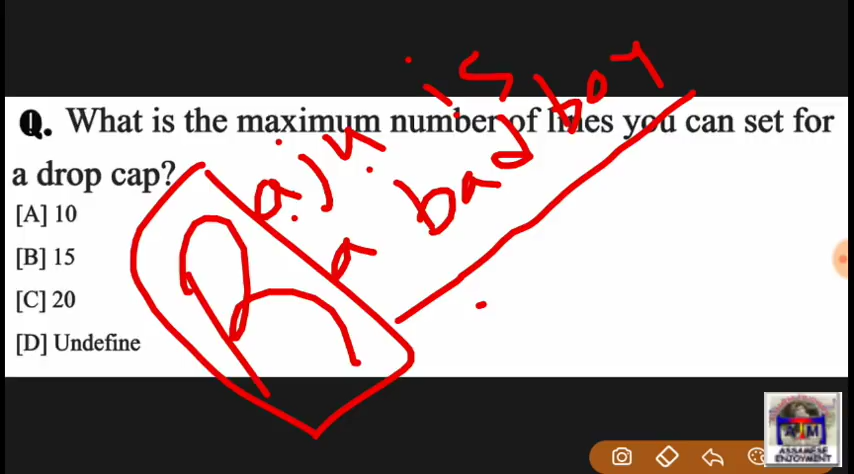 Q. What is the maximum number of lines you can set for
a drop cap?
[A] 10
[B] 15
[C] 20
[D] Undefine
Raju is
a bad boy
ATM
ASSAMESE
ENJOYMENT